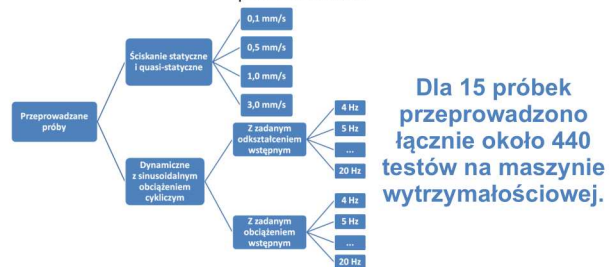 0,1 mm/s
Ściskanie statyczne
i quasi-statyczne
0,5 mm/s
1,0 mm/s
3,0 mm/s
Przeprowadzane
próby
Z zadanym
odkształceniem
wstępnym
4 Hz
5 Hz
...
20 Hz
Dynamiczne
z sinusoidalnym
obciążeniem
cyklicznym
Z zadanym
obciążeniem
wstępnym
4 Hz
5 Hz
...
20 Hz
Dla 15 próbek
przeprowadzono
łącznie około 440
testów na maszynie
wytrzymałościowej.